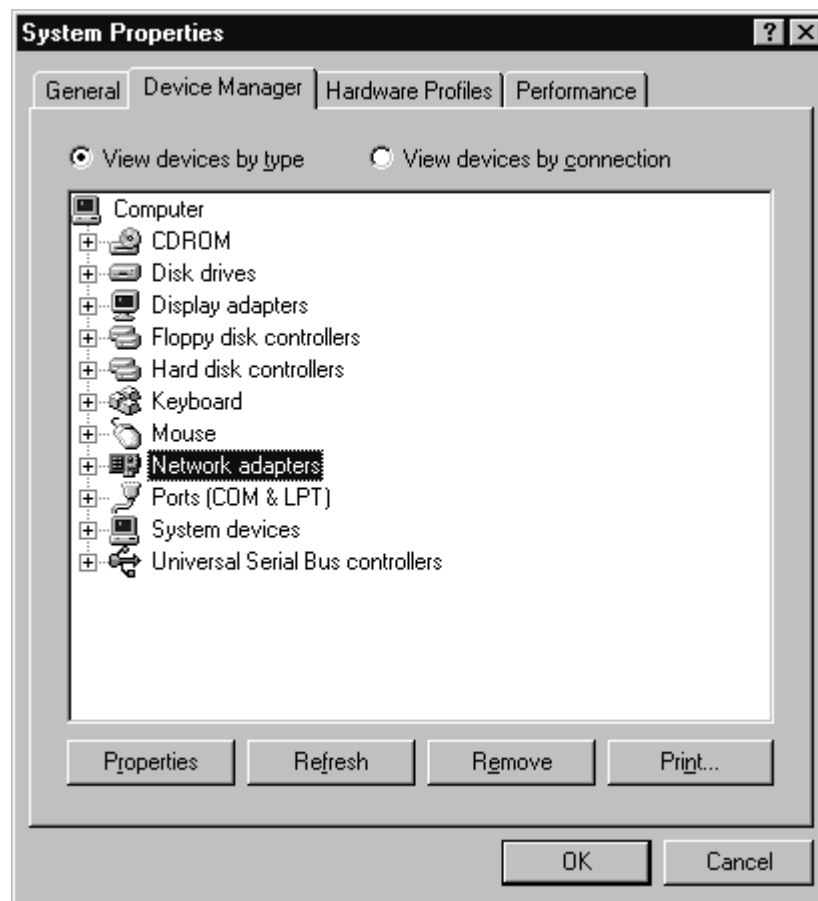 System Properties
General Device Manager Hardware Profiles Performance
View devices by type View devices by connection
Computer
CDROM
Disk drives
Display adapters
Floppy disk controllers
Hard disk controllers
Keyboard
Mouse
Network adapters
Ports (COM & LPT)
System devices
Universal Serial Bus controllers
Properties Refresh Remove Print...
OK Cancel